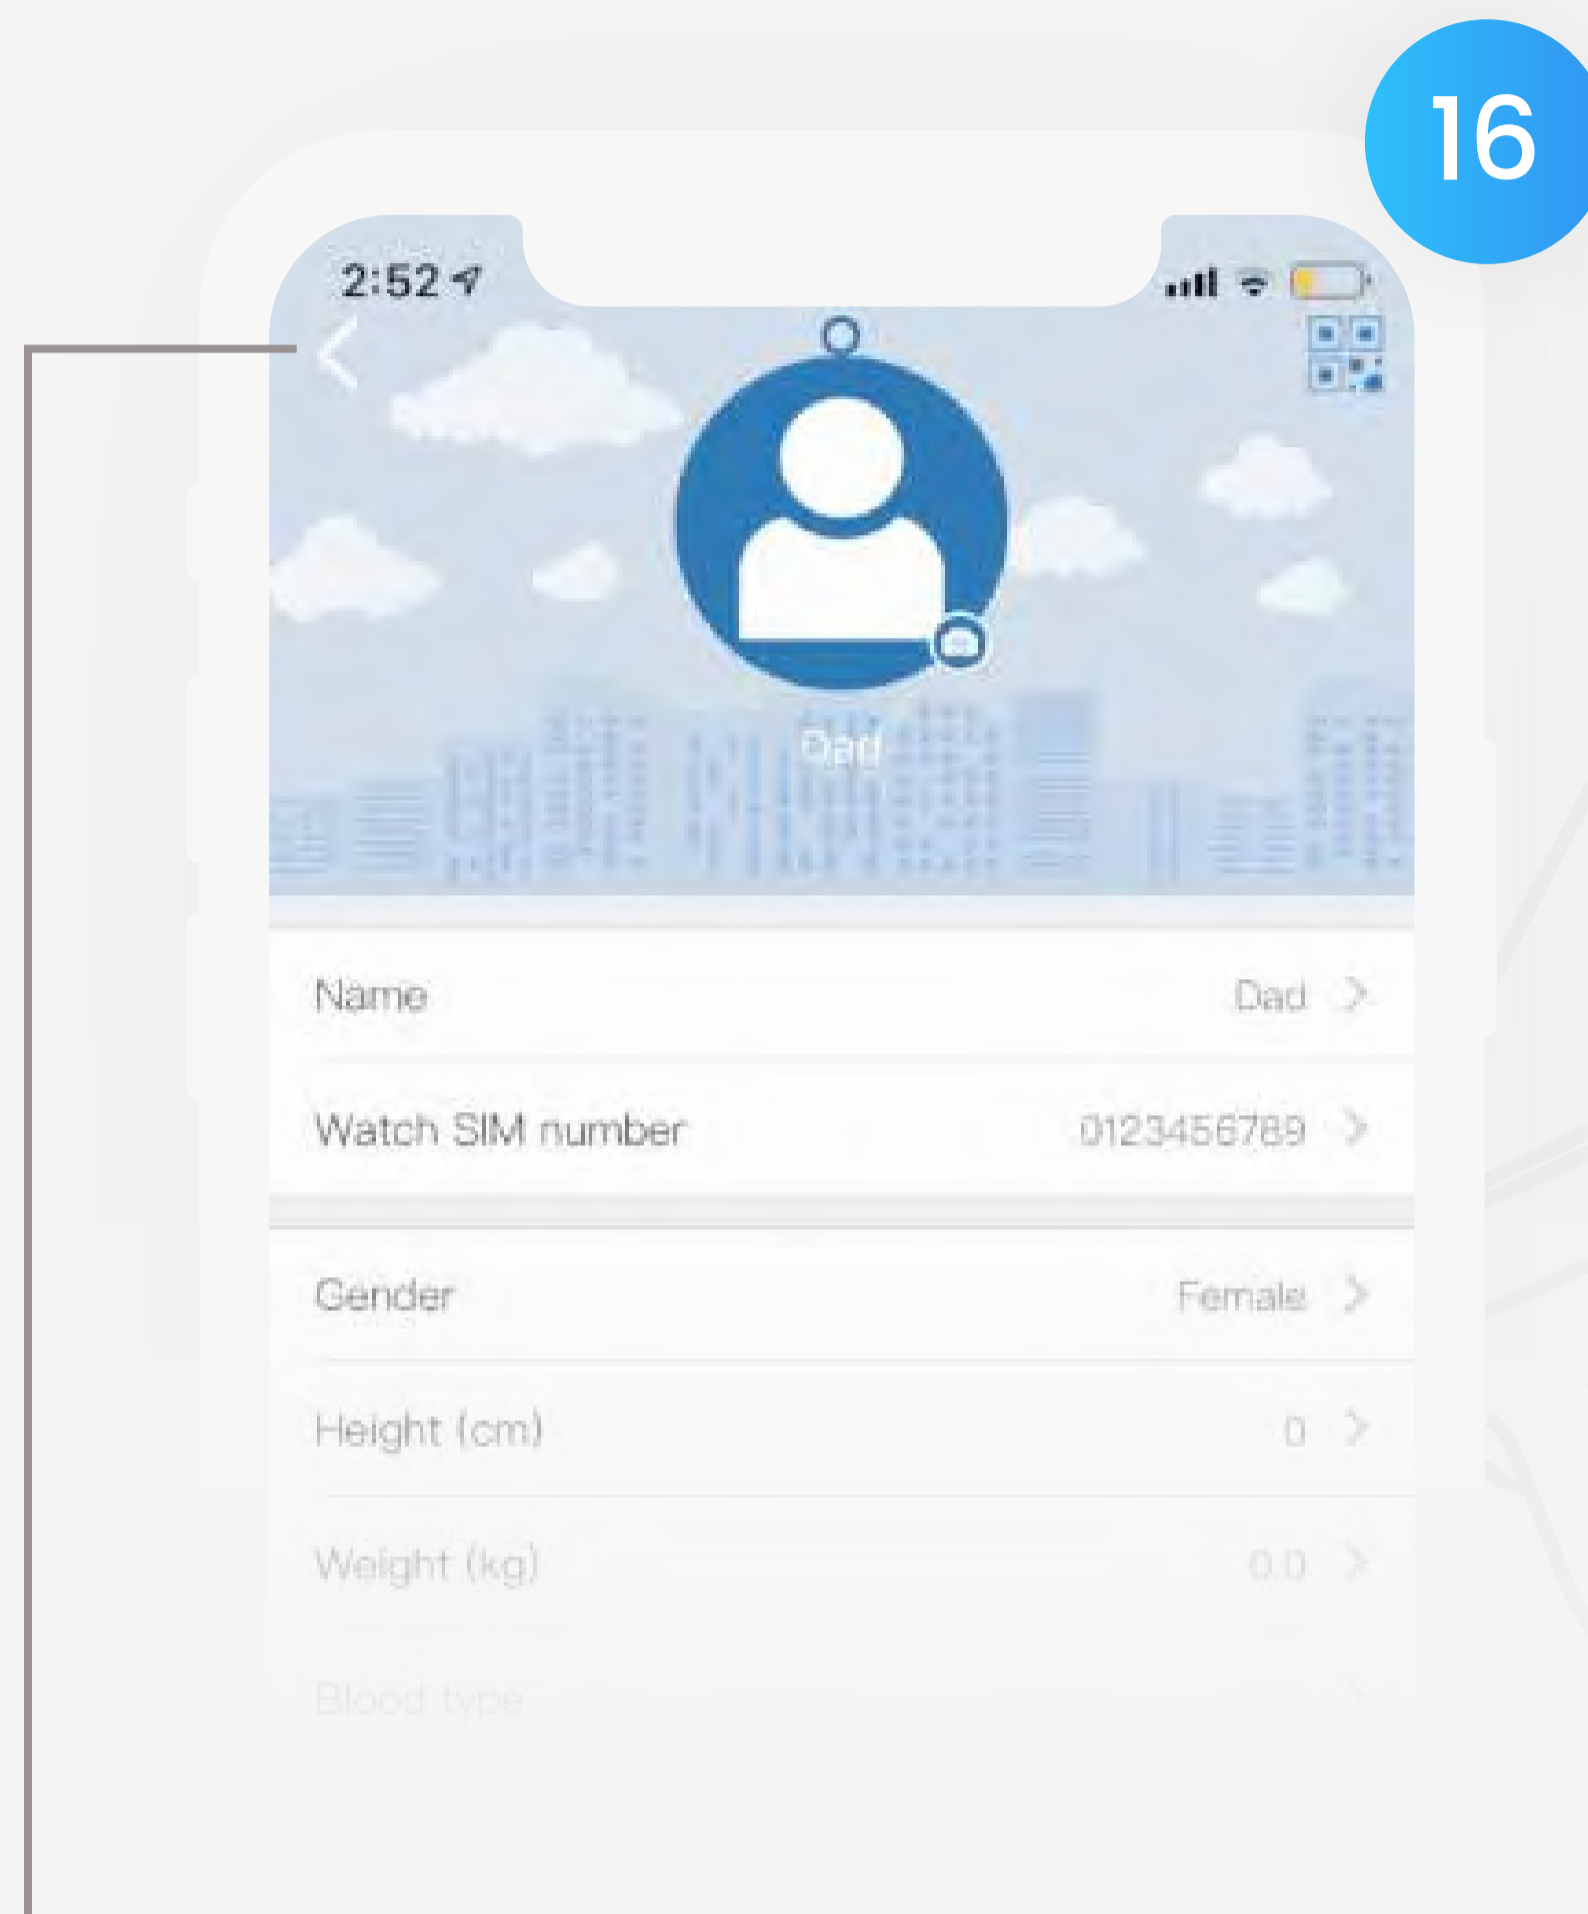 16
2:52
Dad
Name Dad
Watch SIM number 0123456789
Gender Female
Height (cm) 0
Weight (kg) 0.0
Blood type